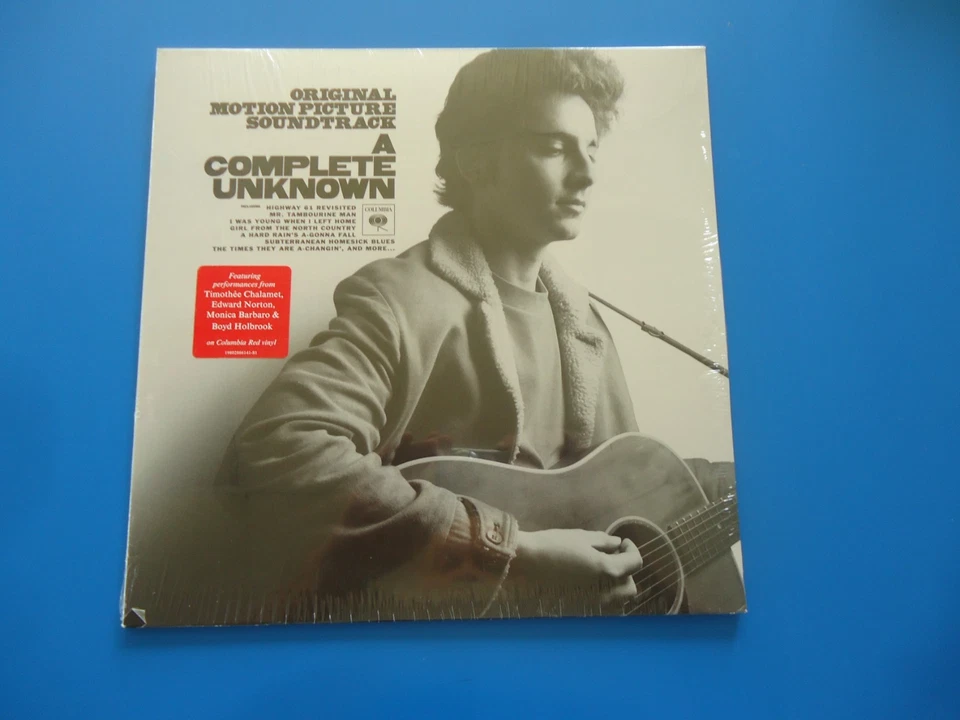 ORIGINAL
MOTION PICTURE
SOUNDTRACK
A
COMPLETE
UNKNOWN
INCLUDING HIGHWAY 61 REVISITED
MR. TAMBOURINE MAN
I WAS YOUNG WHEN I LEFT HOME
GIRL FROM THE NORTH COUNTRY
A HARD RAIN'S A-GONNA FALL
SUBTERRANEAN HOMESICK BLUES
THE TIMES THEY ARE A-CHANGIN', AND MORE...
COLUMBIA
Featuring
performances from
Timothée Chalamet,
Edward Norton,
Monica Barbaro &
Boyd Holbrook
on Columbia Red vinyl